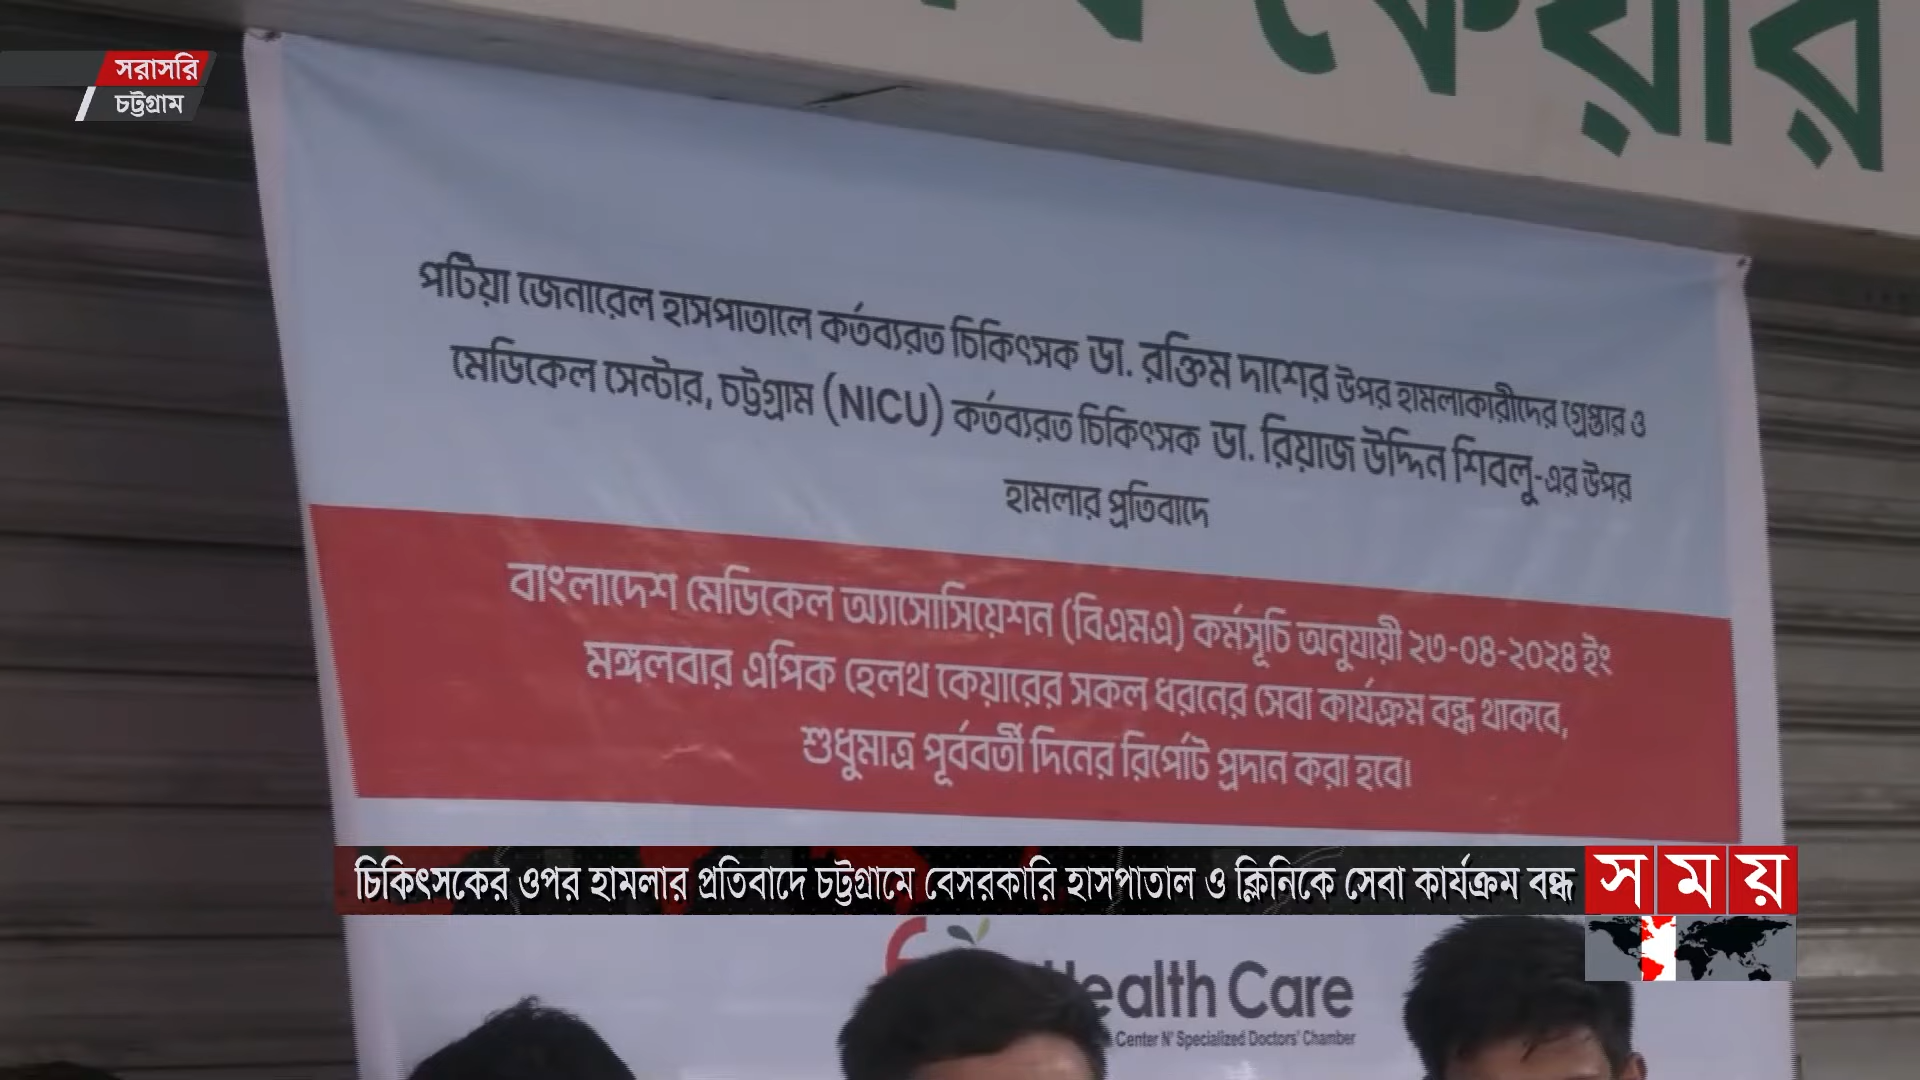 কেয়ার
সরাসরি
চট্টগ্রাম
পটিয়া জেনারেল হাসপাতালে কর্তব্যরত চিকিৎসক ডা. রক্তিম দাশের উপর হামলাকারীদের গ্রেপ্তার ও
মেডিকেল সেন্টার, চট্টগ্রাম (NICU) কর্তব্যরত চিকিৎসক ডা. রিয়াজ উদ্দিন শিবলু-এর উপর
হামলার প্রতিবাদে
বাংলাদেশ মেডিকেল অ্যাসোসিয়েশন (বিএমএ) কর্মসূচি অনুযায়ী ২৩-০৪-২০২৪ ইং
মঙ্গলবার এপিক হেলথ কেয়ারের সকল ধরনের সেবা কার্যক্রম বন্ধ থাকবে,
শুধুমাত্র পূর্ববর্তী দিনের রির্পোট প্রদান করা হবে।
চিকিৎসকের ওপর হামলার প্রতিবাদে চট্টগ্রামে বেসরকারি হাসপাতাল ও ক্লিনিকে সেবা কার্যক্রম বন্ধ
সময়
Health Care
Center N' Specialized Doctors' Chamber